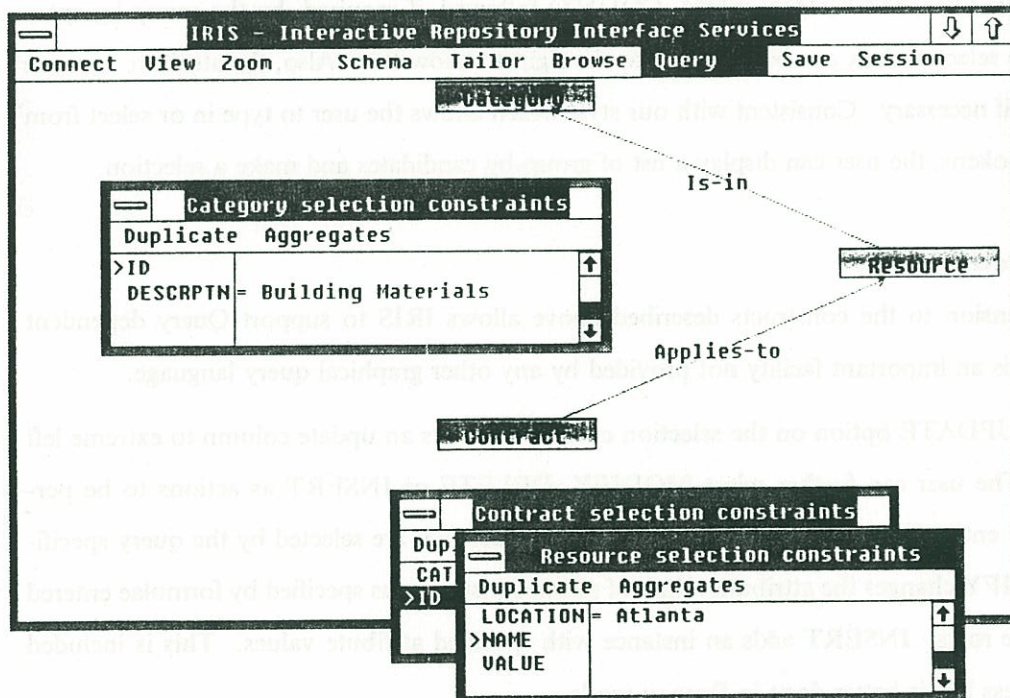 IRIS - Interactive Repository Interface Services
Connect View Zoom Schema Tailor Browse Query Save Session
Category
Is-in
Category selection constraints
Duplicate Aggregates
>ID
DESCRPTN = Building Materials
Resource
Applies-to
Contract
Contract selection constraints
Dupl
CAT
>ID
Resource selection constraints
Duplicate Aggregates
LOCATION = Atlanta
>NAME
VALUE